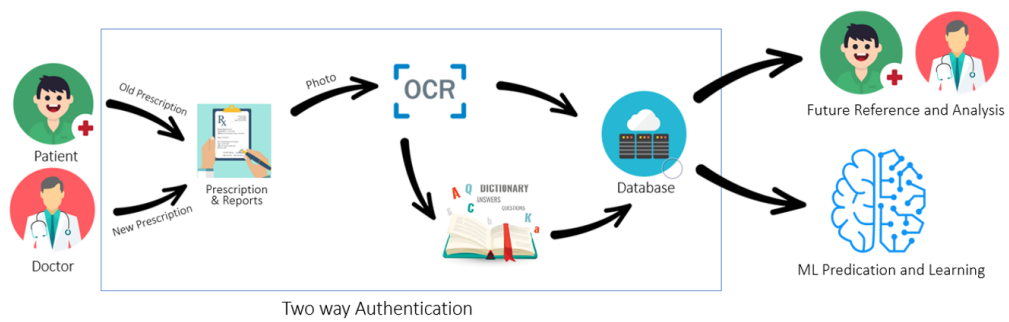 Patient
Doctor
Old Prescription
New Prescription
Rx
Prescription
& Reports
Photo
OCR
A Q DICTIONARY
ANSWERS
C QUESTIONS
b K
a
Database
Future Reference and Analysis
ML Predication and Learning
Two way Authentication